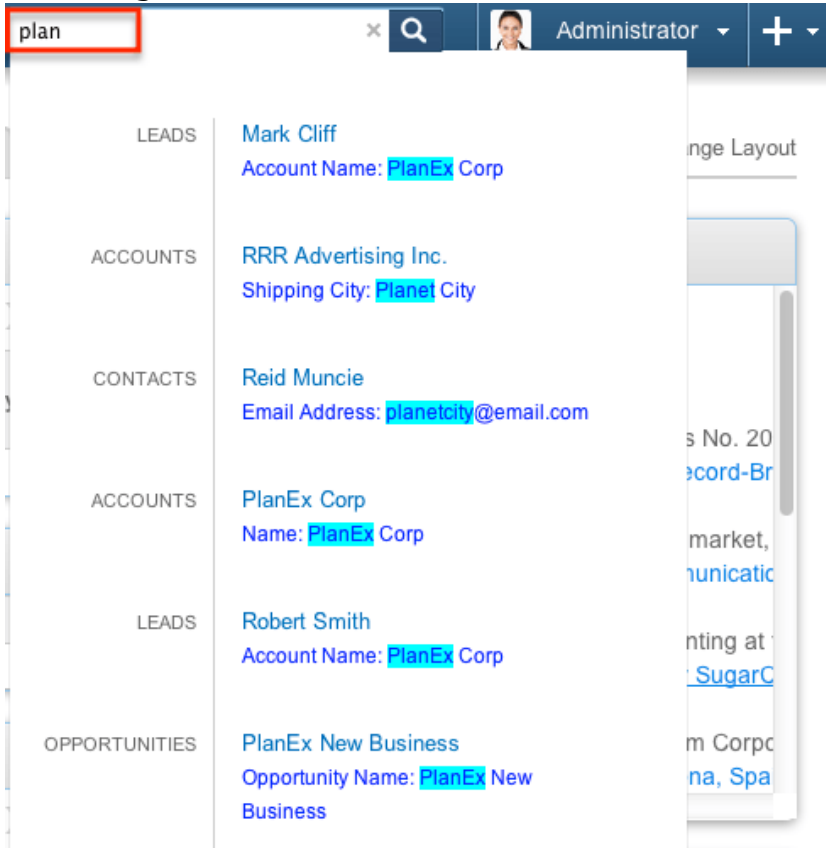 plan
Administrator
LEADS
Mark Cliff
Account Name: PlanEx Corp
nge Layout
ACCOUNTS
RRR Advertising Inc.
Shipping City: Planet City
CONTACTS
Reid Muncie
Email Address: planetcity@email.com
s No. 20
ecord-Br
ACCOUNTS
PlanEx Corp
Name: PlanEx Corp
market,
unicatio
LEADS
Robert Smith
Account Name: PlanEx Corp
nting at
SugarC
OPPORTUNITIES
PlanEx New Business
m Corpo
Opportunity Name: PlanEx New
na, Spa
Business